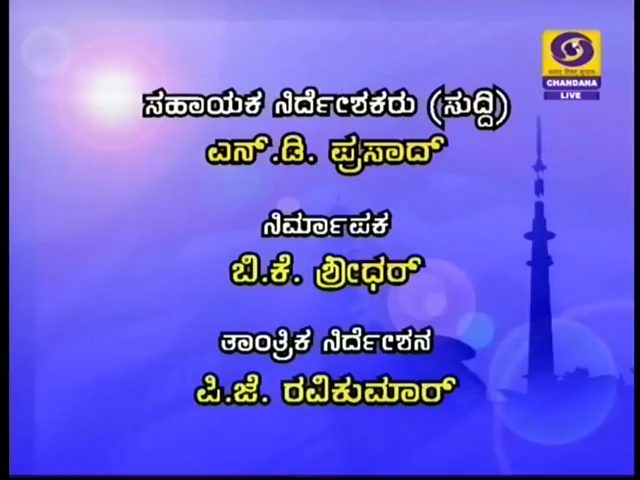 ಸಹಾಯಕ ನಿರ್ದೇಶಕರು (ಸುದ್ದಿ)
ಎನ್.ಡಿ. ಪ್ರಸಾದ್
ನಿರ್ಮಾಪಕ
ಬಿ.ಕೆ. ಶ್ರೀಧರ್
ತಾಂತ್ರಿಕ ನಿರ್ದೇಶನ
ಪಿ.ಜೆ. ರವಿಕುಮಾರ್
CHANDANA
LIVE